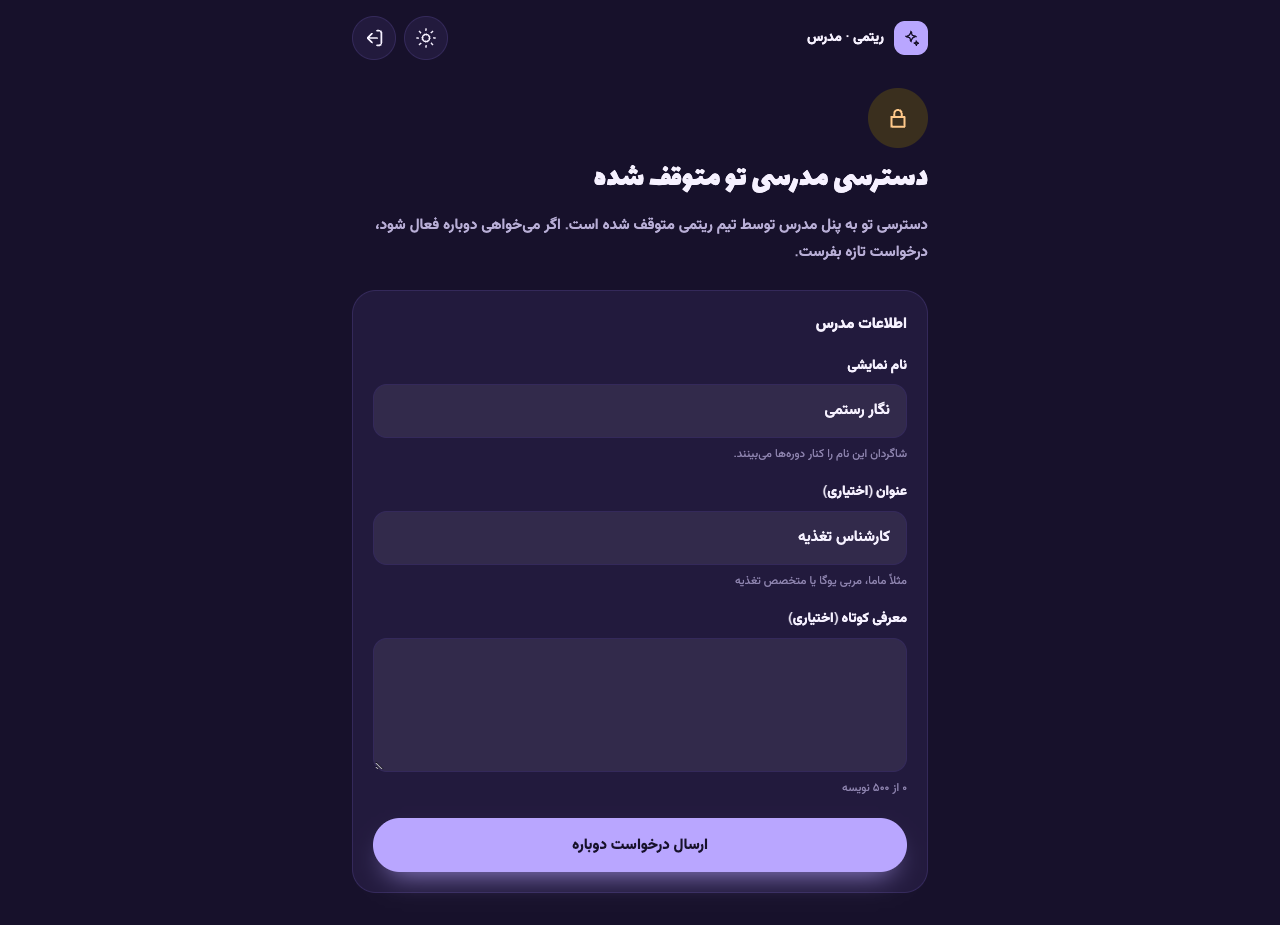 ریتمی · مدرس
دسترسی مدرسی تو متوقف شده
دسترسی تو به پنل مدرس توسط تیم ریتمی متوقف شده است. اگر می‌خواهی دوباره فعال شود،
درخواست تازه بفرست.
اطلاعات مدرس
نام نمایشی
نگار رستمی
شاگردان این نام را کنار دوره‌ها می‌بینند.
عنوان (اختیاری)
کارشناس تغذیه
مثلاً ماما، مربی یوگا یا متخصص تغذیه
معرفی کوتاه (اختیاری)
۰ از ۵۰۰ نویسه
ارسال درخواست دوباره